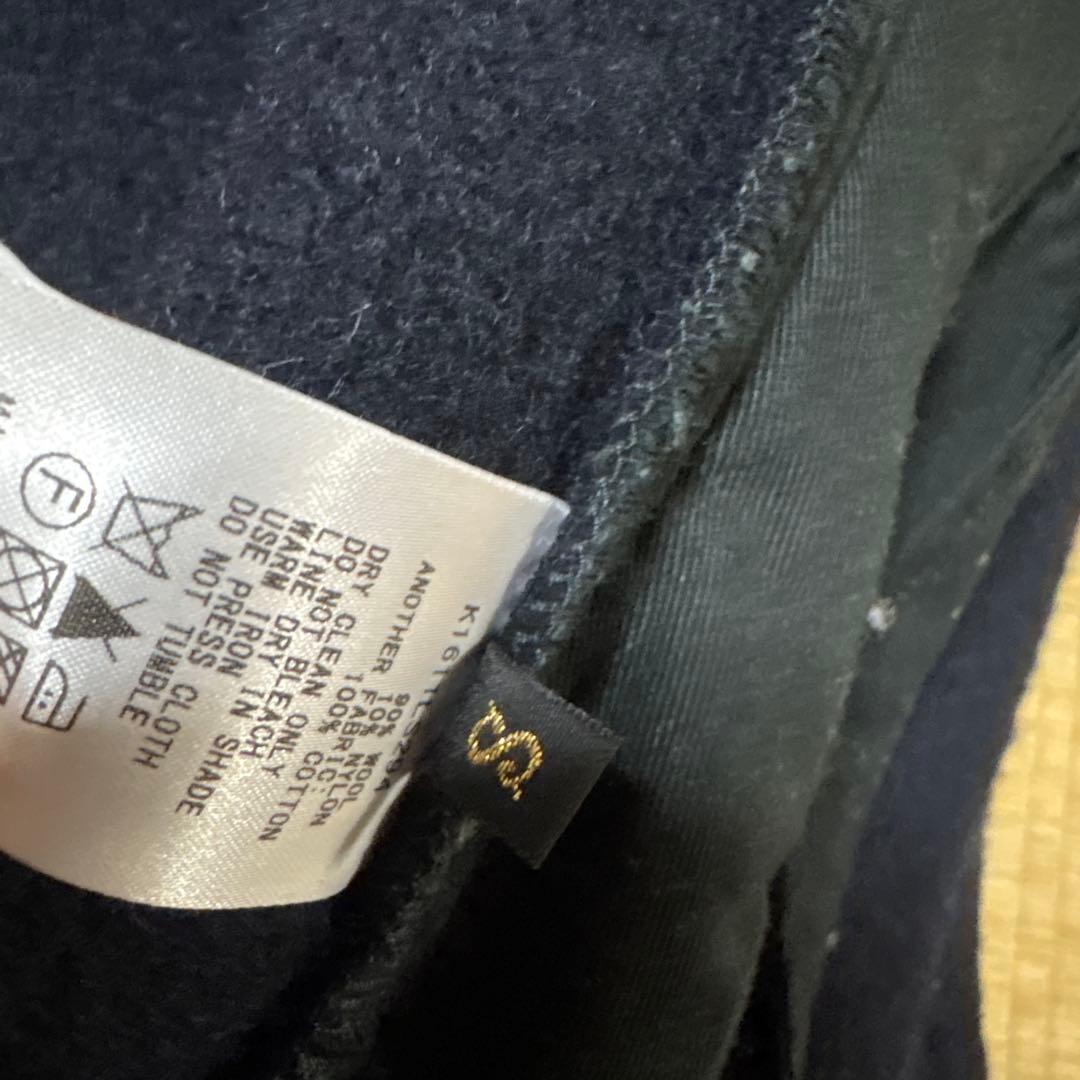 90% WOOL
10% NYLON
ANOTHER FABRIC:
100% COTTON
DRY CLEAN ONLY
DO NOT BLEACH
LINE DRY IN SHADE
WARM IRON
USE PRESS CLOTH
DO NOT TUMBLE
F
S